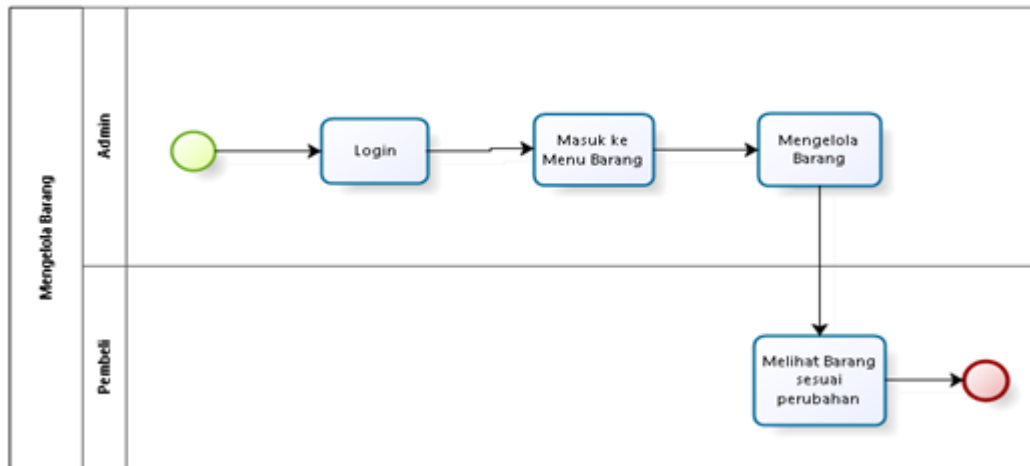 Mengelola Barang
Admin
Login
Masuk ke
Menu Barang
Mengelola
Barang
Pembeli
Melihat Barang
sesuai
perubahan